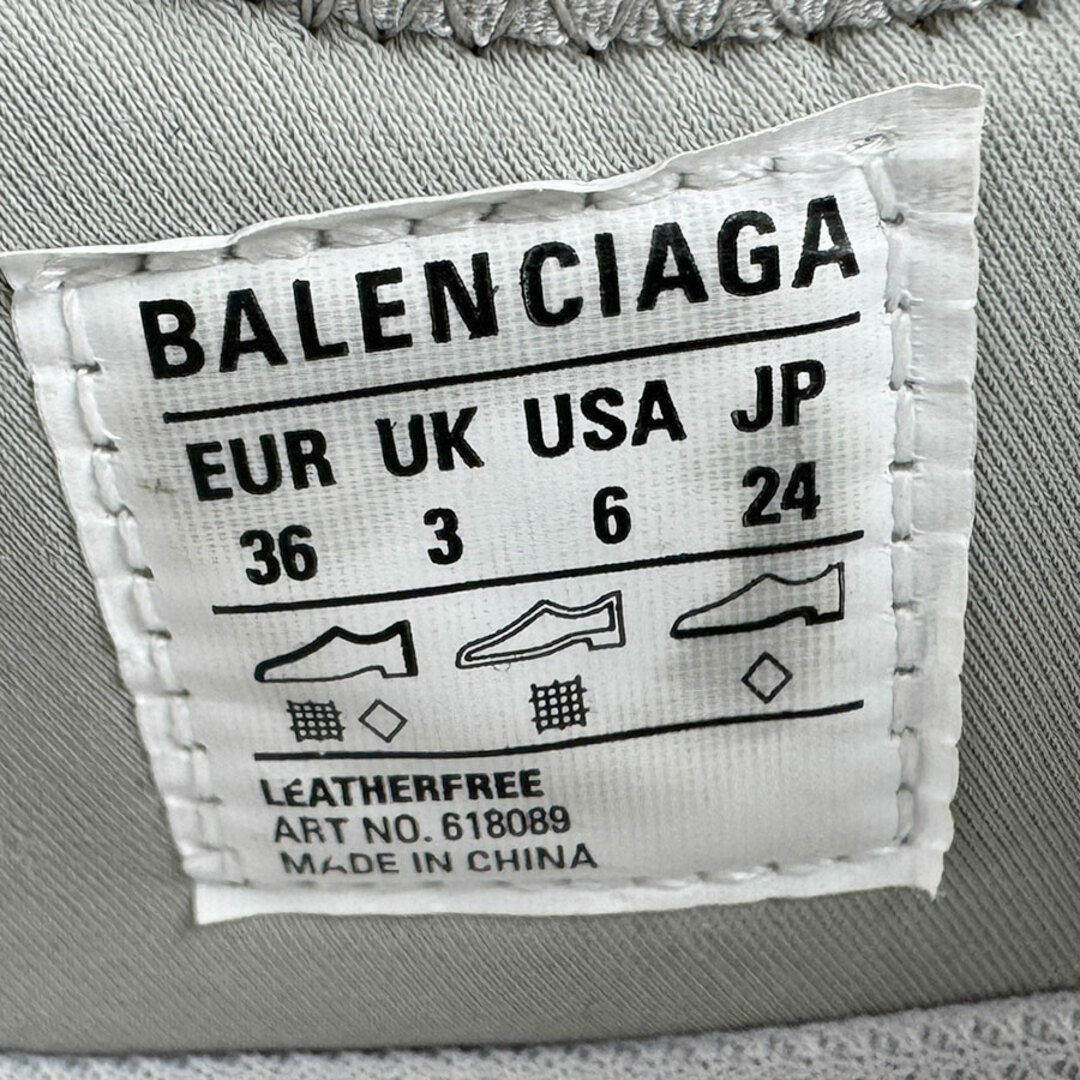 BALENCIAGA
EUR UK USA JP
36 3 6 24
LEATHERFREE
ART NO. 618089
MADE IN CHINA